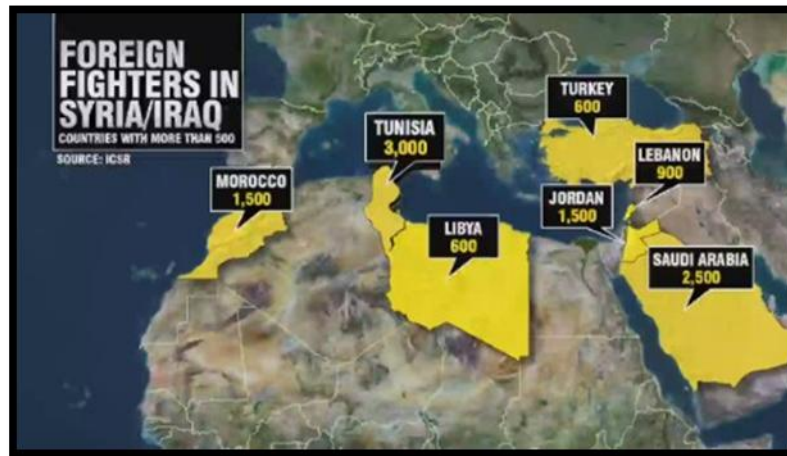 FOREIGN
FIGHTERS IN
SYRIA/IRAQ
COUNTRIES WITH MORE THAN 500
SOURCE: ICSR
MOROCCO
1,500
TUNISIA
3,000
LIBYA
600
TURKEY
600
LEBANON
900
JORDAN
1,500
SAUDI ARABIA
2,500